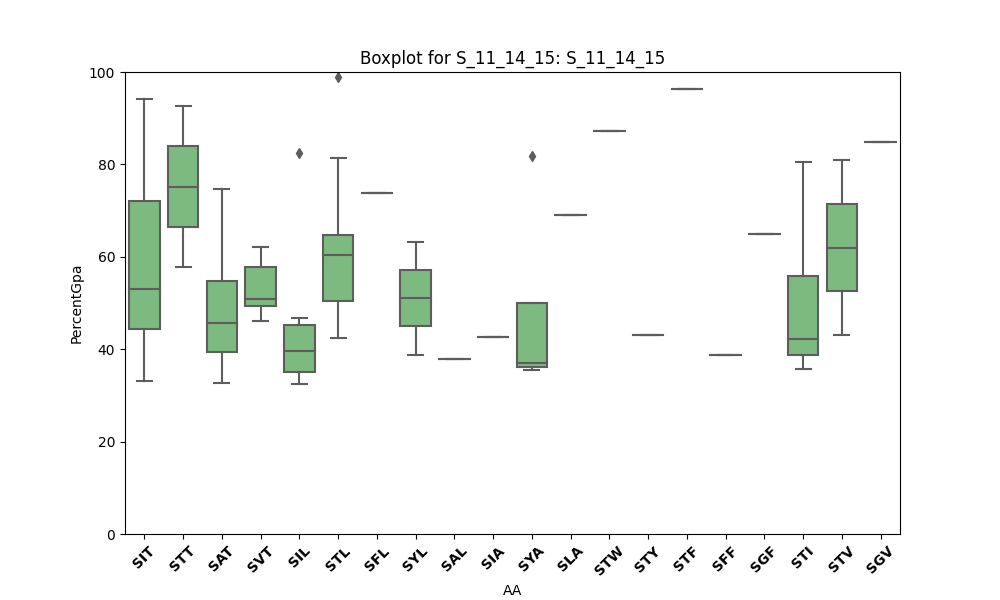 Boxplot for S_11_14_15: S_11_14_15
100
80
60
40
20
0
PercentGpa
SIT STT SAT SVT SIL STL SFL SYL SAL SIA SYA SLA STW STY STF SFF SGF STI STV SGV
AA